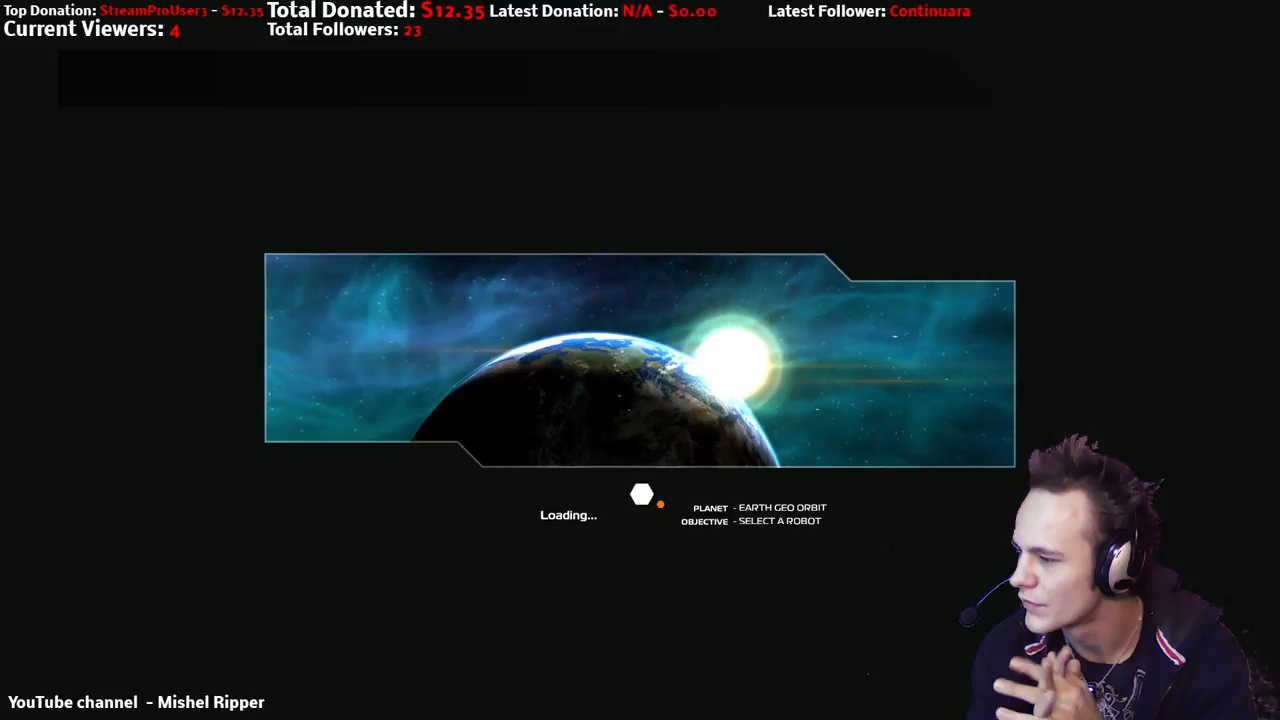 Top Donation: StreamProUser3 - $12.35 Total Donated: $12.35 Latest Donation: N/A - $0.00 Latest Follower: Continuara
Current Viewers: 4 Total Followers: 23
Loading...
PLANET - EARTH GEO ORBIT
OBJECTIVE - SELECT A ROBOT
YouTube channel - Mishel Ripper